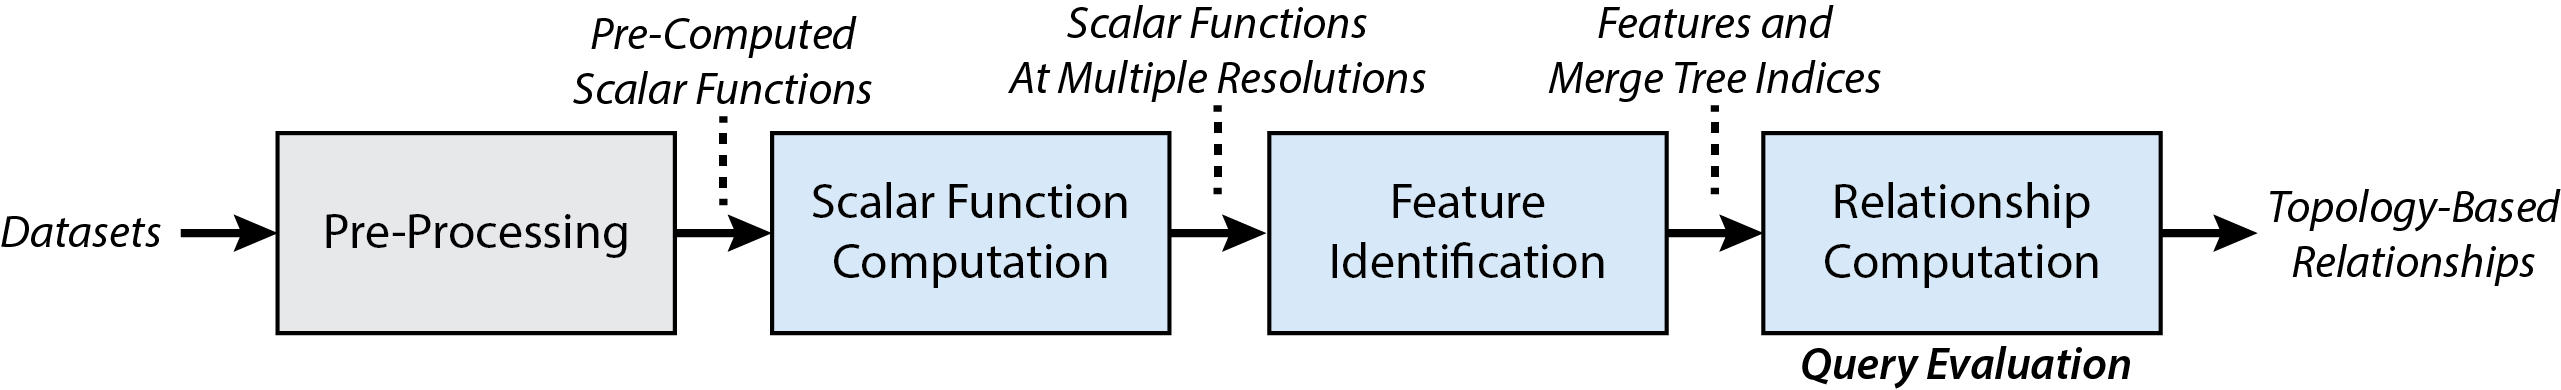 Datasets
Pre-Processing
Pre-Computed
Scalar Functions
Scalar Function
Computation
Scalar Functions
At Multiple Resolutions
Feature
Identification
Features and
Merge Tree Indices
Relationship
Computation
Query Evaluation
Topology-Based
Relationships